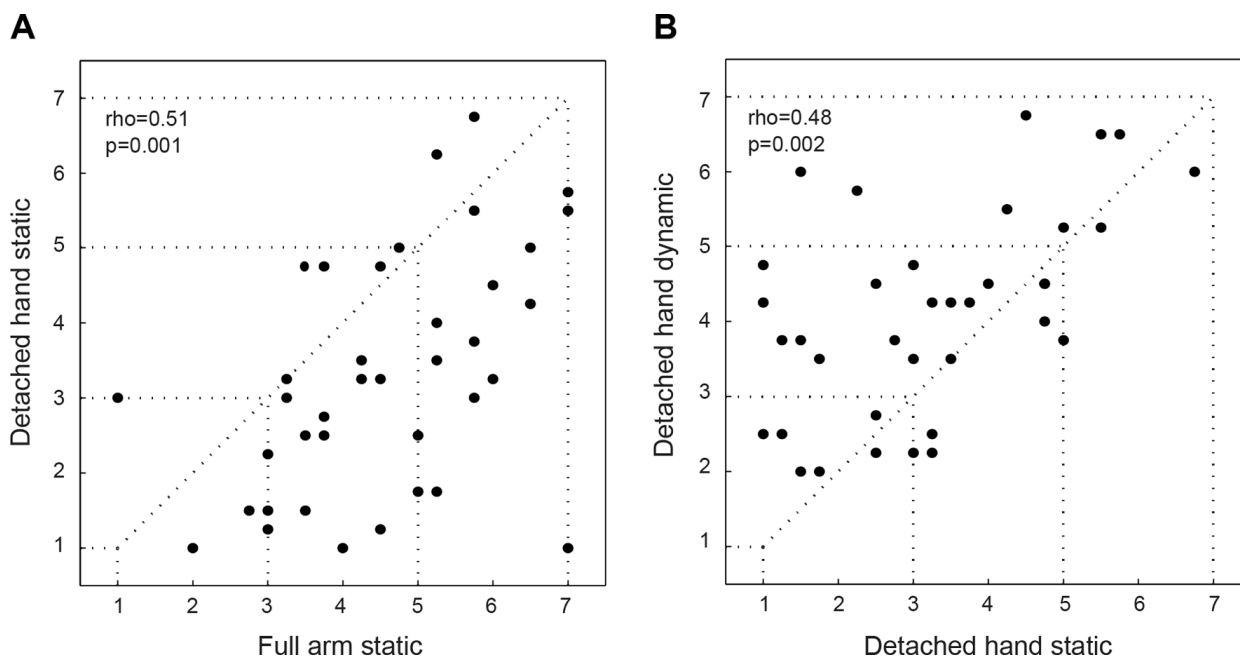 A
rho=0.51
p=0.001
7
6
5
4
3
2
1
Detached hand static
1 2 3 4 5 6 7
Full arm static
B
rho=0.48
p=0.002
7
6
5
4
3
2
1
Detached hand dynamic
1 2 3 4 5 6 7
Detached hand static